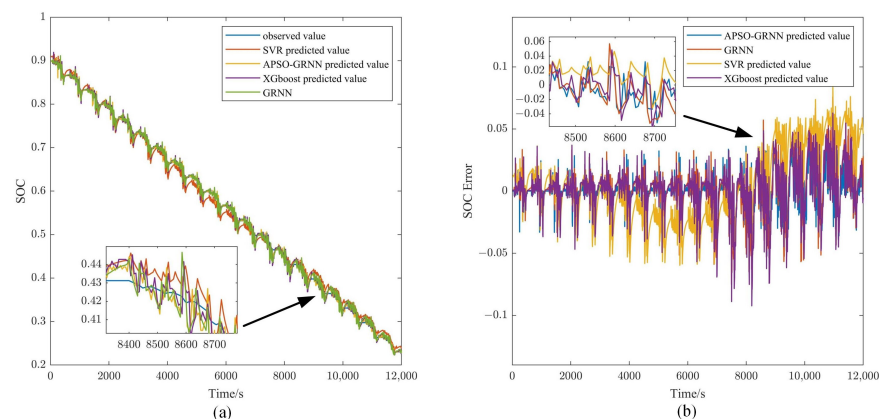 1
0.9
0.8
0.7
0.6
0.5
0.4
0.3
0.2
SOC
observed value
SVR predicted value
APSO-GRNN predicted value
XGboost predicted value
GRNN
0.44
0.43
0.42
0.41
8400 8500 8600 8700
0 2000 4000 6000 8000 10,000 12,000
Time/s
(a)
0.1
0.05
0
−0.05
−0.1
SOC Error
0.06
0.04
0.02
0
−0.02
−0.04
8500 8600 8700
APSO-GRNN predicted value
GRNN
SVR predicted value
XGboost predicted value
0 2000 4000 6000 8000 10,000 12,000
Time/s
(b)